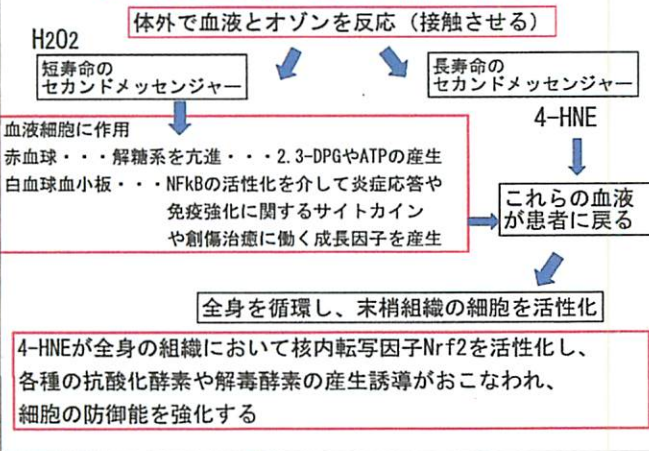 体外で血液とオゾンを反応（接触させる）
H2O2
短寿命の
セカンドメッセンジャー
長寿命の
セカンドメッセンジャー
4-HNE
血液細胞に作用
赤血球・・・解糖系を亢進・・・2.3-DPGやATPの産生
白血球血小板・・・NFkBの活性化を介して炎症応答や
免疫強化に関するサイトカイン
や創傷治癒に働く成長因子を産生
これらの血液
が患者に戻る
全身を循環し、末梢組織の細胞を活性化
4-HNEが全身の組織において核内転写因子Nrf2を活性化し、
各種の抗酸化酵素や解毒酵素の産生誘導がおこなわれ、
細胞の防御能を強化する